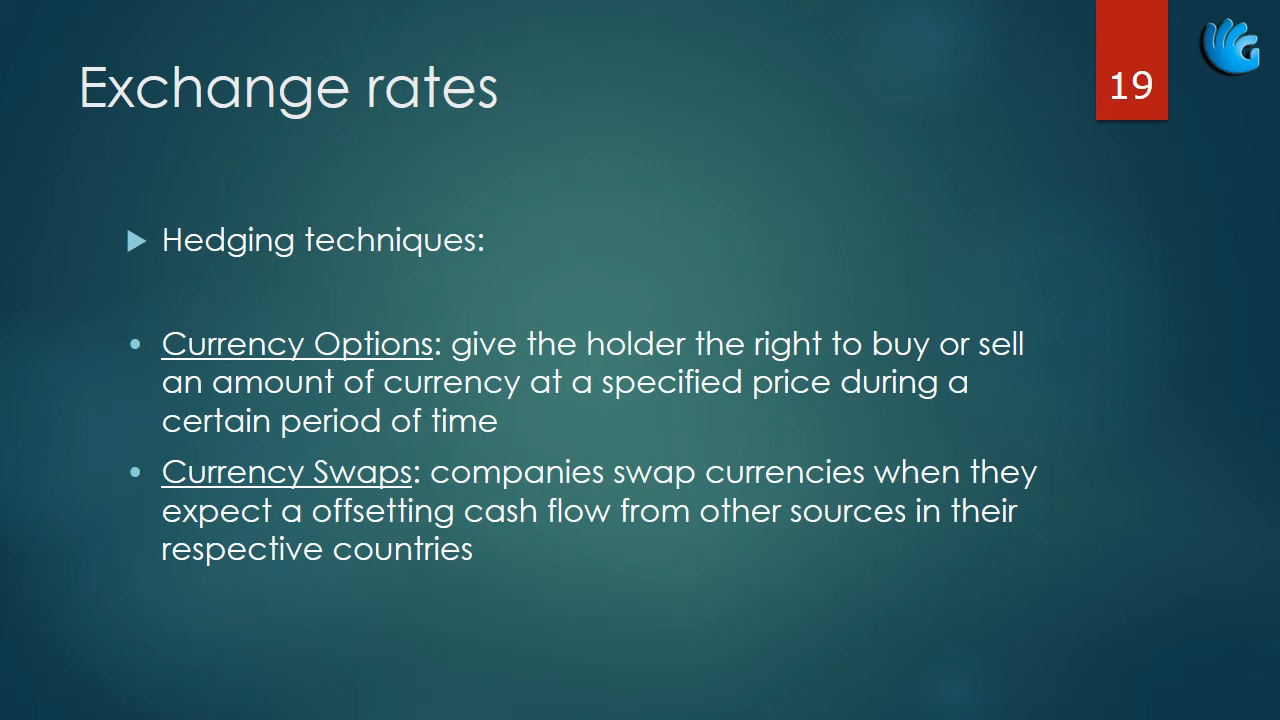 Exchange rates
19
Hedging techniques:
Currency Options: give the holder the right to buy or sell
an amount of currency at a specified price during a
certain period of time
Currency Swaps: companies swap currencies when they
expect a offsetting cash flow from other sources in their
respective countries